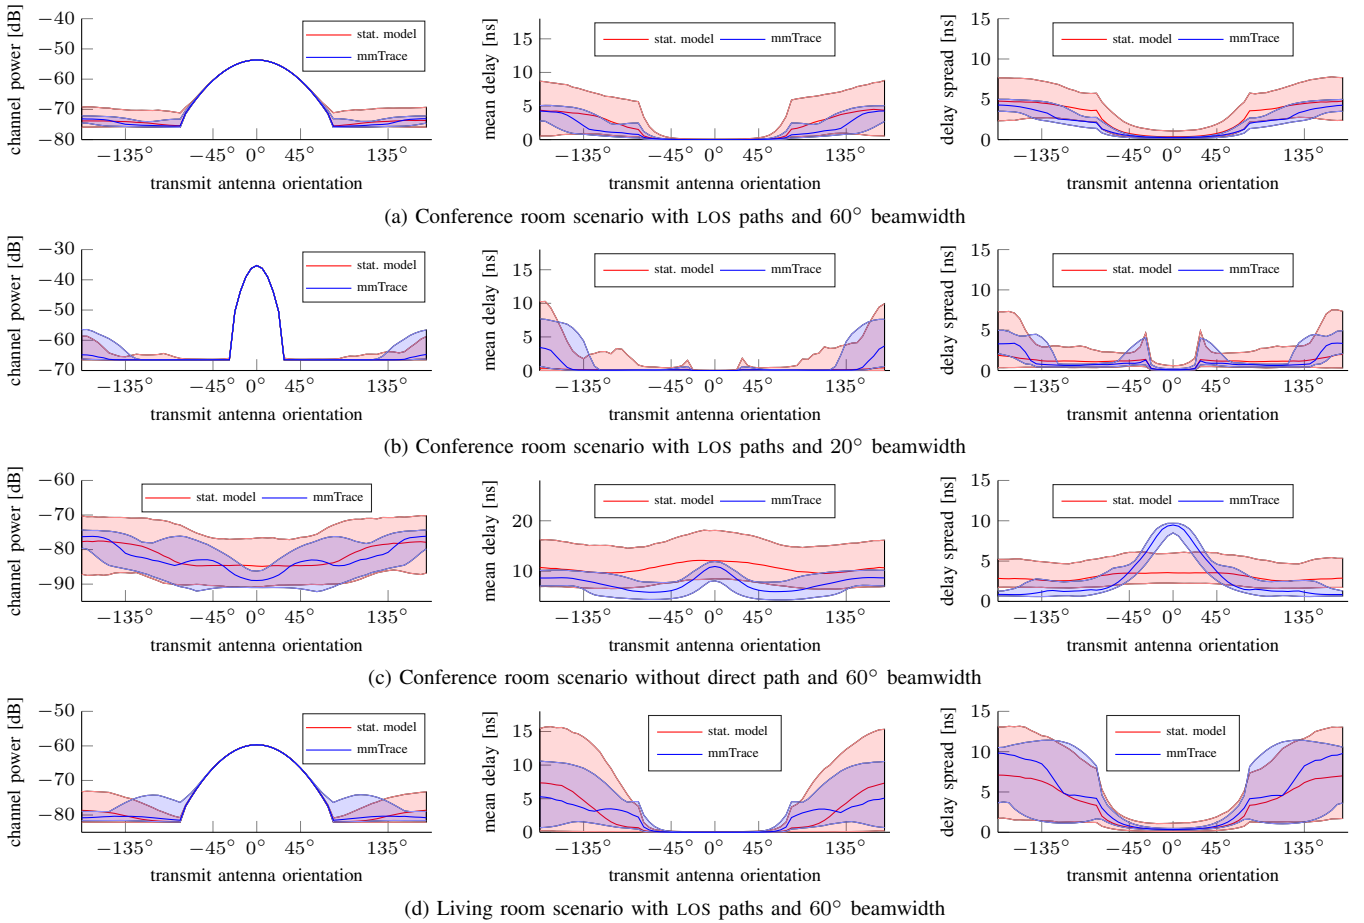 channel power [dB]
−40
−50
−60
−70
−80
−135° −45° 0° 45° 135°
transmit antenna orientation
stat. model
mmTrace
mean delay [ns]
15
10
5
0
−135° −45° 0° 45° 135°
transmit antenna orientation
stat. model mmTrace
delay spread [ns]
15
10
5
0
−135° −45° 0° 45° 135°
transmit antenna orientation
stat. model mmTrace
(a) Conference room scenario with LOS paths and 60° beamwidth
channel power [dB]
−30
−40
−50
−60
−70
−135° −45° 0° 45° 135°
transmit antenna orientation
stat. model
mmTrace
mean delay [ns]
15
10
5
0
−135° −45° 0° 45° 135°
transmit antenna orientation
stat. model mmTrace
delay spread [ns]
15
10
5
0
−135° −45° 0° 45° 135°
transmit antenna orientation
stat. model mmTrace
(b) Conference room scenario with LOS paths and 20° beamwidth
channel power [dB]
−60
−70
−80
−90
−135° −45° 0° 45° 135°
transmit antenna orientation
stat. model mmTrace
mean delay [ns]
20
10
0
−135° −45° 0° 45° 135°
transmit antenna orientation
stat. model mmTrace
delay spread [ns]
15
10
5
0
−135° −45° 0° 45° 135°
transmit antenna orientation
stat. model mmTrace
(c) Conference room scenario without direct path and 60° beamwidth
channel power [dB]
−50
−60
−70
−80
−135° −45° 0° 45° 135°
transmit antenna orientation
stat. model
mmTrace
mean delay [ns]
15
10
5
0
−135° −45° 0° 45° 135°
transmit antenna orientation
stat. model
mmTrace
delay spread [ns]
15
10
5
0
−135° −45° 0° 45° 135°
transmit antenna orientation
stat. model
mmTrace
(d) Living room scenario with LOS paths and 60° beamwidth